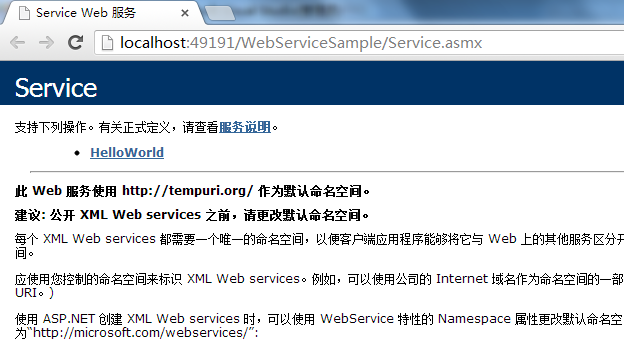 Service Web 服务
localhost:49191/WebServiceSample/Service.asmx
Service
支持下列操作。有关正式定义，请查看服务说明。
HelloWorld
此 Web 服务使用 http://tempuri.org/ 作为默认命名空间。
建议: 公开 XML Web services 之前，请更改默认命名空间。
每个 XML Web services 都需要一个唯一的命名空间，以便客户端应用程序能够将它与 Web 上的其他服务区分开
间。
应使用您控制的命名空间来标识 XML Web services。例如，可以使用公司的 Internet 域名作为命名空间的一部
URI。)
使用 ASP.NET 创建 XML Web services 时，可以使用 WebService 特性的 Namespace 属性更改默认命名空
为“http://microsoft.com/webservices/”: